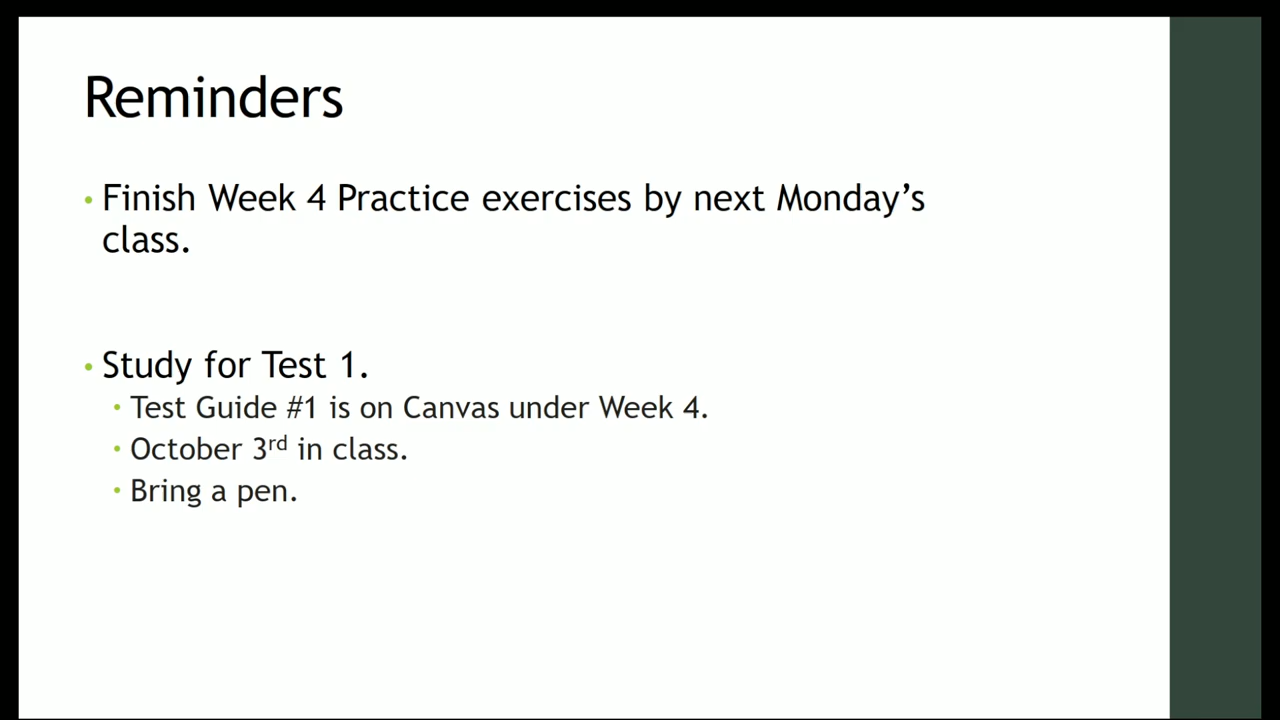 Reminders
• Finish Week 4 Practice exercises by next Monday’s
class.
• Study for Test 1.
• Test Guide #1 is on Canvas under Week 4.
• October 3rd in class.
• Bring a pen.